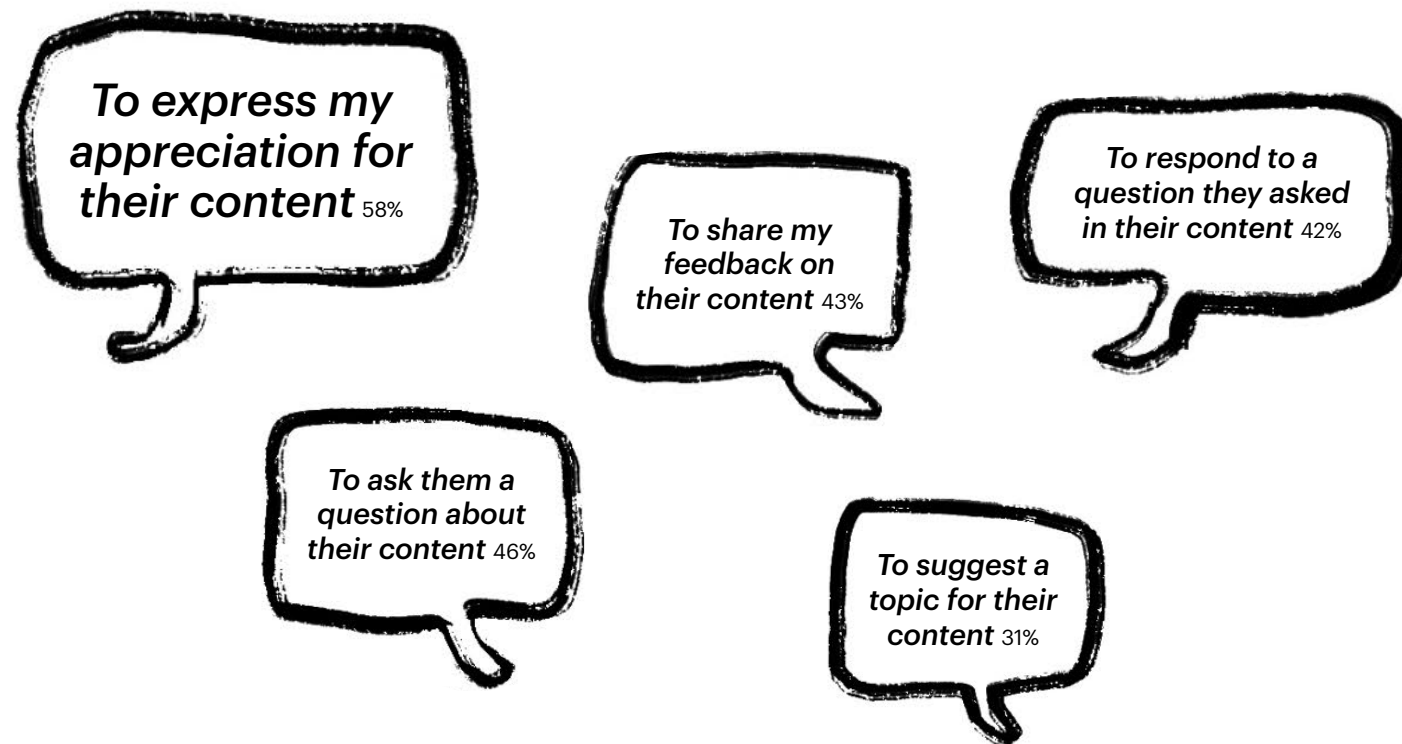 To express my
appreciation for
their content 58%
To share my
feedback on
their content 43%
To respond to a
question they asked
in their content 42%
To ask them a
question about
their content 46%
To suggest a
topic for their
content 31%